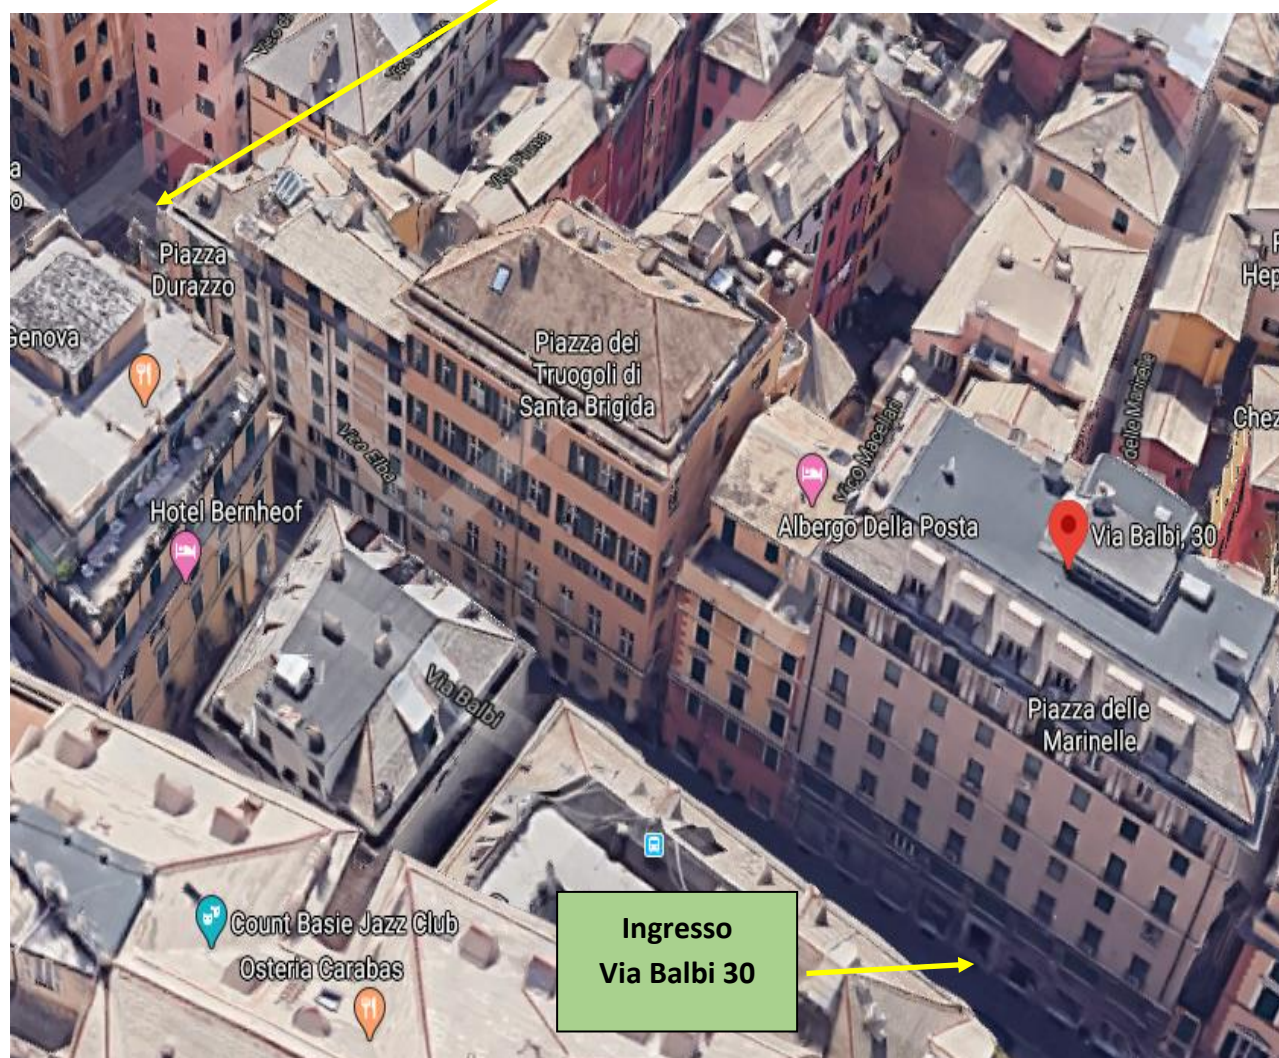 Vico Piuma
a
o
Piazza
Durazzo
Hep
Genova
Piazza dei
Truogoli di
Santa Brigida
delle Marinelle
Chez
Vico Elba
Vico Macellari
Hotel Bernheof
Albergo Della Posta
Via Balbi, 30
Via Balbi
Piazza delle
Marinelle
Count Basie Jazz Club
Osteria Carabas
Ingresso
Via Balbi 30